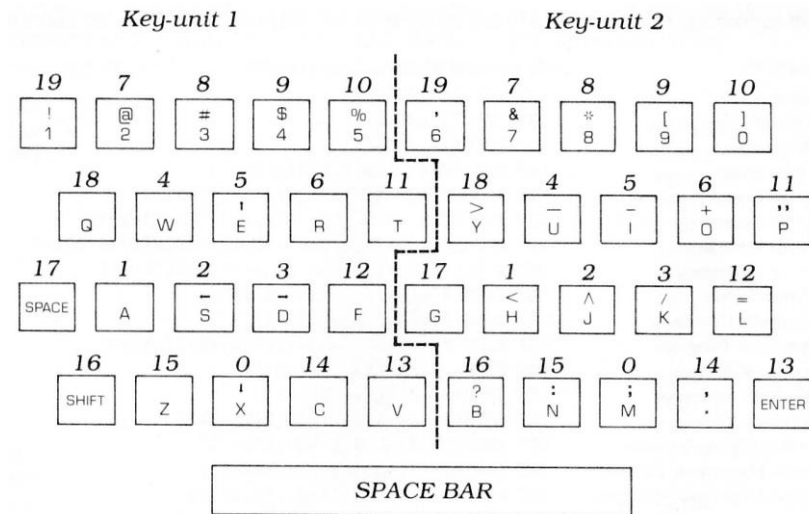 Key-unit 1 Key-unit 2
19 7 8 9 10 19 7 8 9 10
! @ # $ % ' & * [ ]
1 2 3 4 5 6 7 8 9 0
18 4 5 6 11 18 4 5 6 11
↑ > — - + ''
Q W E R T Y U I O P
17 1 2 3 12 17 1 2 3 12
← → < ^ / =
SPACE A S D F G H J K L
16 15 0 14 13 16 15 0 14 13
↓ ? : ; ,
SHIFT Z X C V B N M . ENTER
SPACE BAR